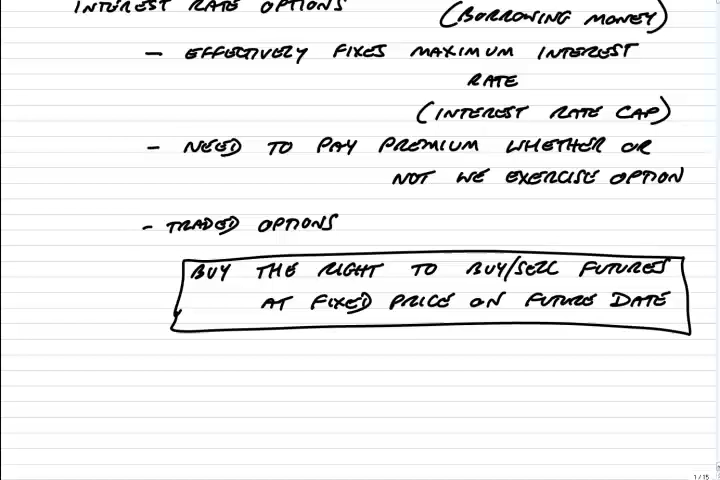 INTEREST RATE OPTIONS (BORROWING MONEY)
- EFFECTIVELY FIXES MAXIMUM INTEREST
RATE
(INTEREST RATE CAP)
- NEED TO PAY PREMIUM WHETHER OR
NOT WE EXERCISE OPTION
- TRADED OPTIONS
BUY THE RIGHT TO BUY/SELL FUTURES
AT FIXED PRICE ON FUTURE DATE
1/15